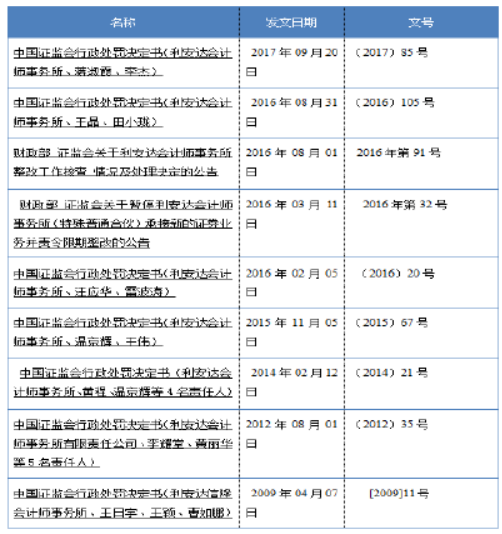 名称 发文日期 文号
中国证监会行政处罚决定书(利安达会计 2017 年 09 月 20 (2017) 85 号
师事务所、蒋淑霞、李杰) 日
中国证监会行政处罚决定书(利安达会计 2016 年 08 月 31 (2016) 105 号
师事务所、王晶、田小珑) 日
财政部 证监会关于利安达会计师事务所 2016 年 08 月 01 2016 年第 91 号
整改工作核查 情况及处理决定的公告 日
财政部 证监会关于暂停利安达会计师 2016 年 03 月 11 2016 年第 32 号
事务所(特殊普通合伙)承接新的证券业 日
务并责令限期整改的公告
中国证监会行政处罚决定书(利安达会计 2016 年 02 月 05 (2016) 20 号
师事务所、汪应华、雷波涛) 日
中国证监会行政处罚决定书(利安达会计 2015 年 11 月 05 (2015) 67 号
师事务所、温京辉、王伟) 日
中国证监会行政处罚决定书 (利安达会 2014 年 02 月 12 (2014) 21 号
计师事务所、黄程、温京辉等 4 名责任人) 日
中国证监会行政处罚决定书(利安达会计 2012 年 08 月 01 (2012) 35 号
师事务所有限责任公司、李耀堂、黄丽华 日
等 5 名责任人)
中国证监会行政处罚决定书(利安达信隆 2009 年 04 月 07 [2009]11 号
会计师事务所、王日宇、王颖、曹如娜) 日